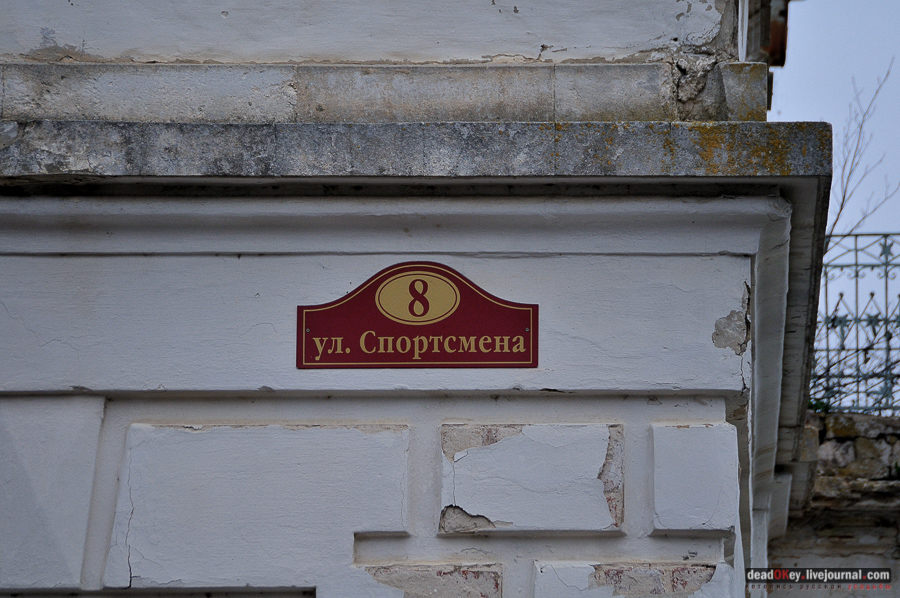 8
ул. Спортсмена
deadOKey.livejournal.com